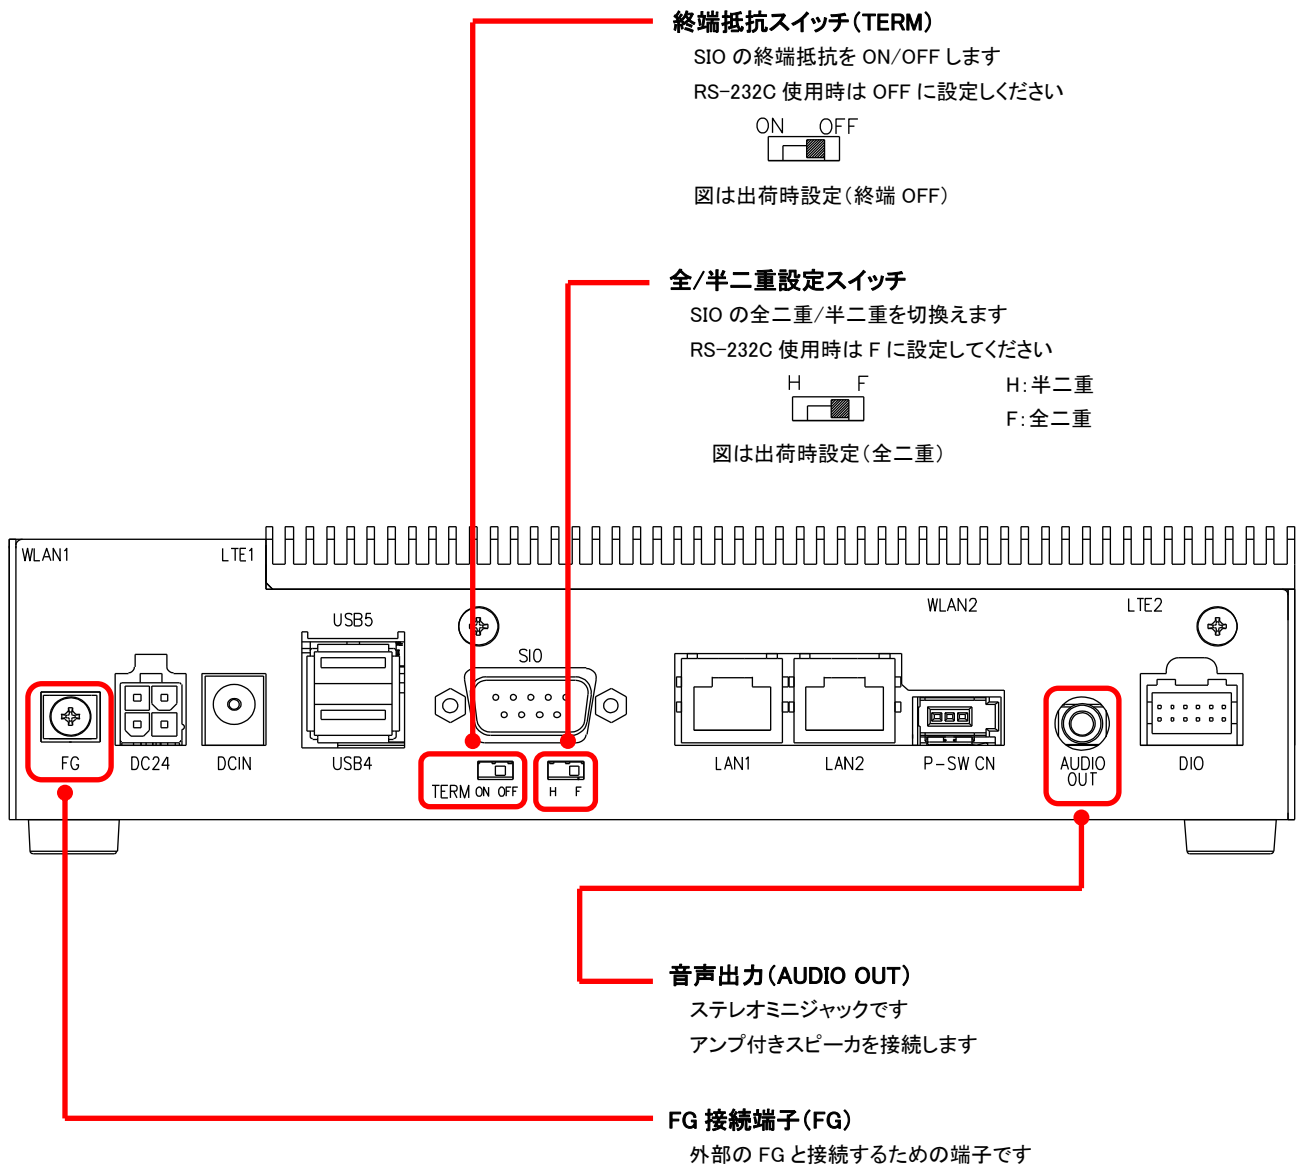 終端抵抗スイッチ(TERM)
SIO の終端抵抗を ON/OFF します
RS-232C 使用時は OFF に設定しください
ON OFF
図は出荷時設定(終端 OFF)
全/半二重設定スイッチ
SIO の全二重/半二重を切換えます
RS-232C 使用時は F に設定してください
H F
H:半二重
F:全二重
図は出荷時設定(全二重)
WLAN1
LTE1
USB5
SIO
WLAN2
LTE2
FG
DC24
DCIN
USB4
TERM ON OFF
H F
LAN1
LAN2
P-SW CN
AUDIO
OUT
DIO
音声出力(AUDIO OUT)
ステレオミニジャックです
アンプ付きスピーカを接続します
FG 接続端子(FG)
外部の FG と接続するための端子です